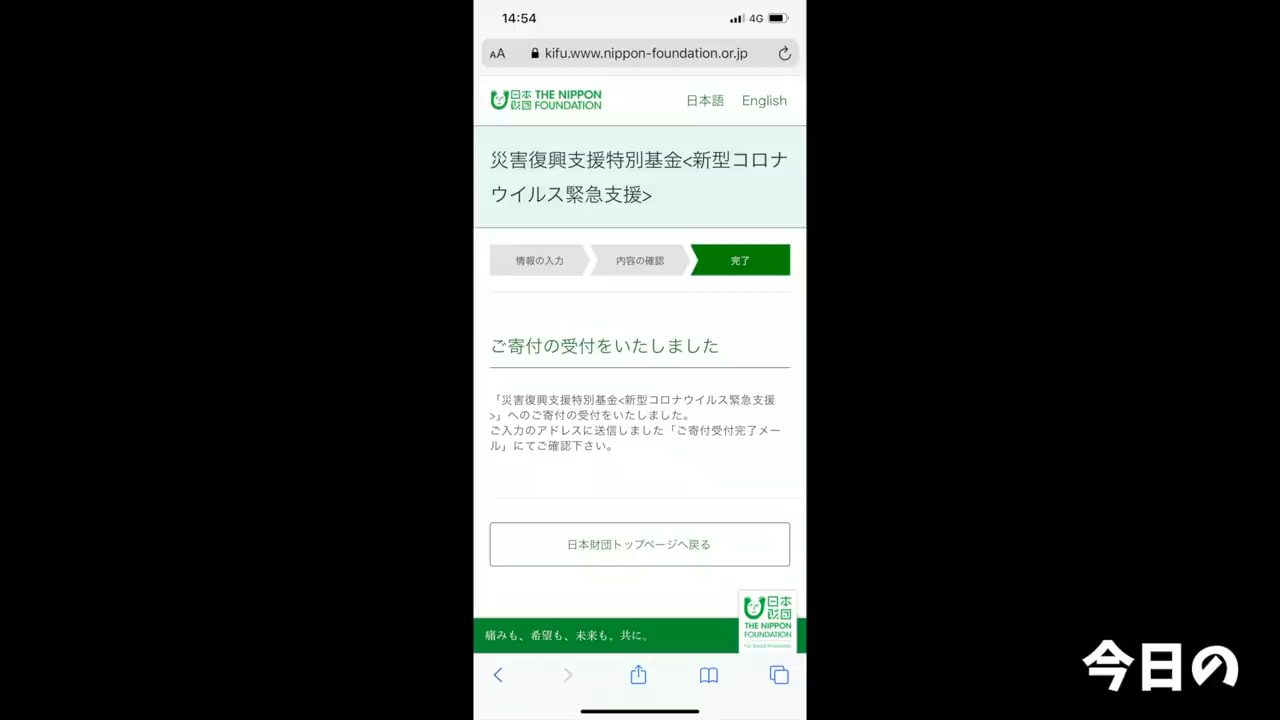 14:54
4G
AA
kifu.www.nippon-foundation.or.jp
日本 THE NIPPON
財団 FOUNDATION
日本語 English
災害復興支援特別基金<新型コロナ
ウイルス緊急支援>
情報の入力
内容の確認
完了
ご寄付の受付をいたしました
「災害復興支援特別基金<新型コロナウイルス緊急支援
>」へのご寄付の受付をいたしました。
ご入力のアドレスに送信しました「ご寄付受付完了メー
ル」にてご確認下さい。
日本財団トップページへ戻る
日本
財団
THE NIPPON
FOUNDATION
For Social Innovation
痛みも、希望も、未来も、共に。
今日の